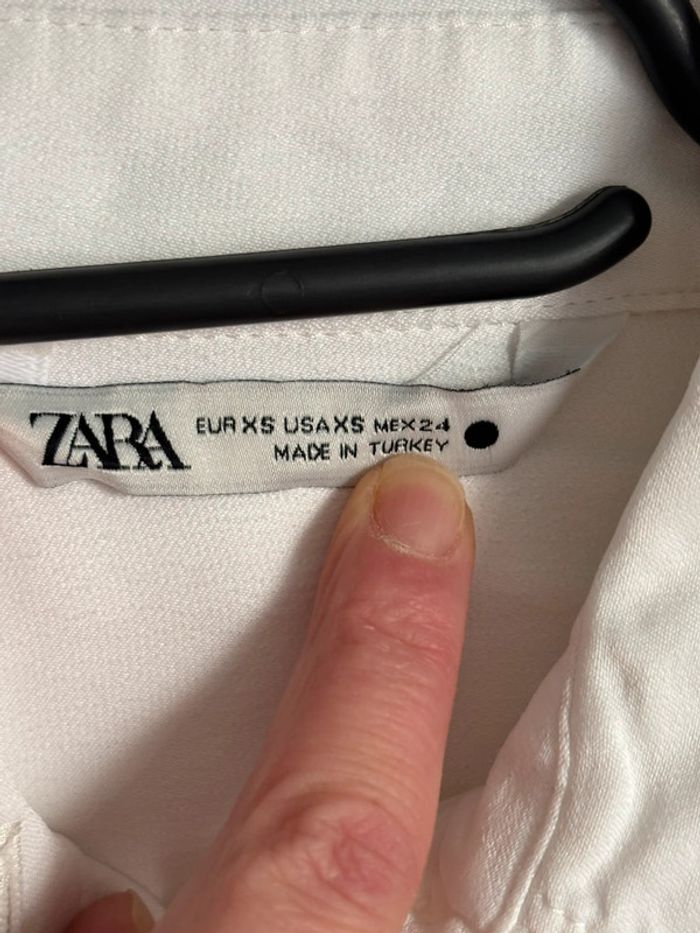 ZARA
EUR XS USA XS MEX 24
MADE IN TURKEY